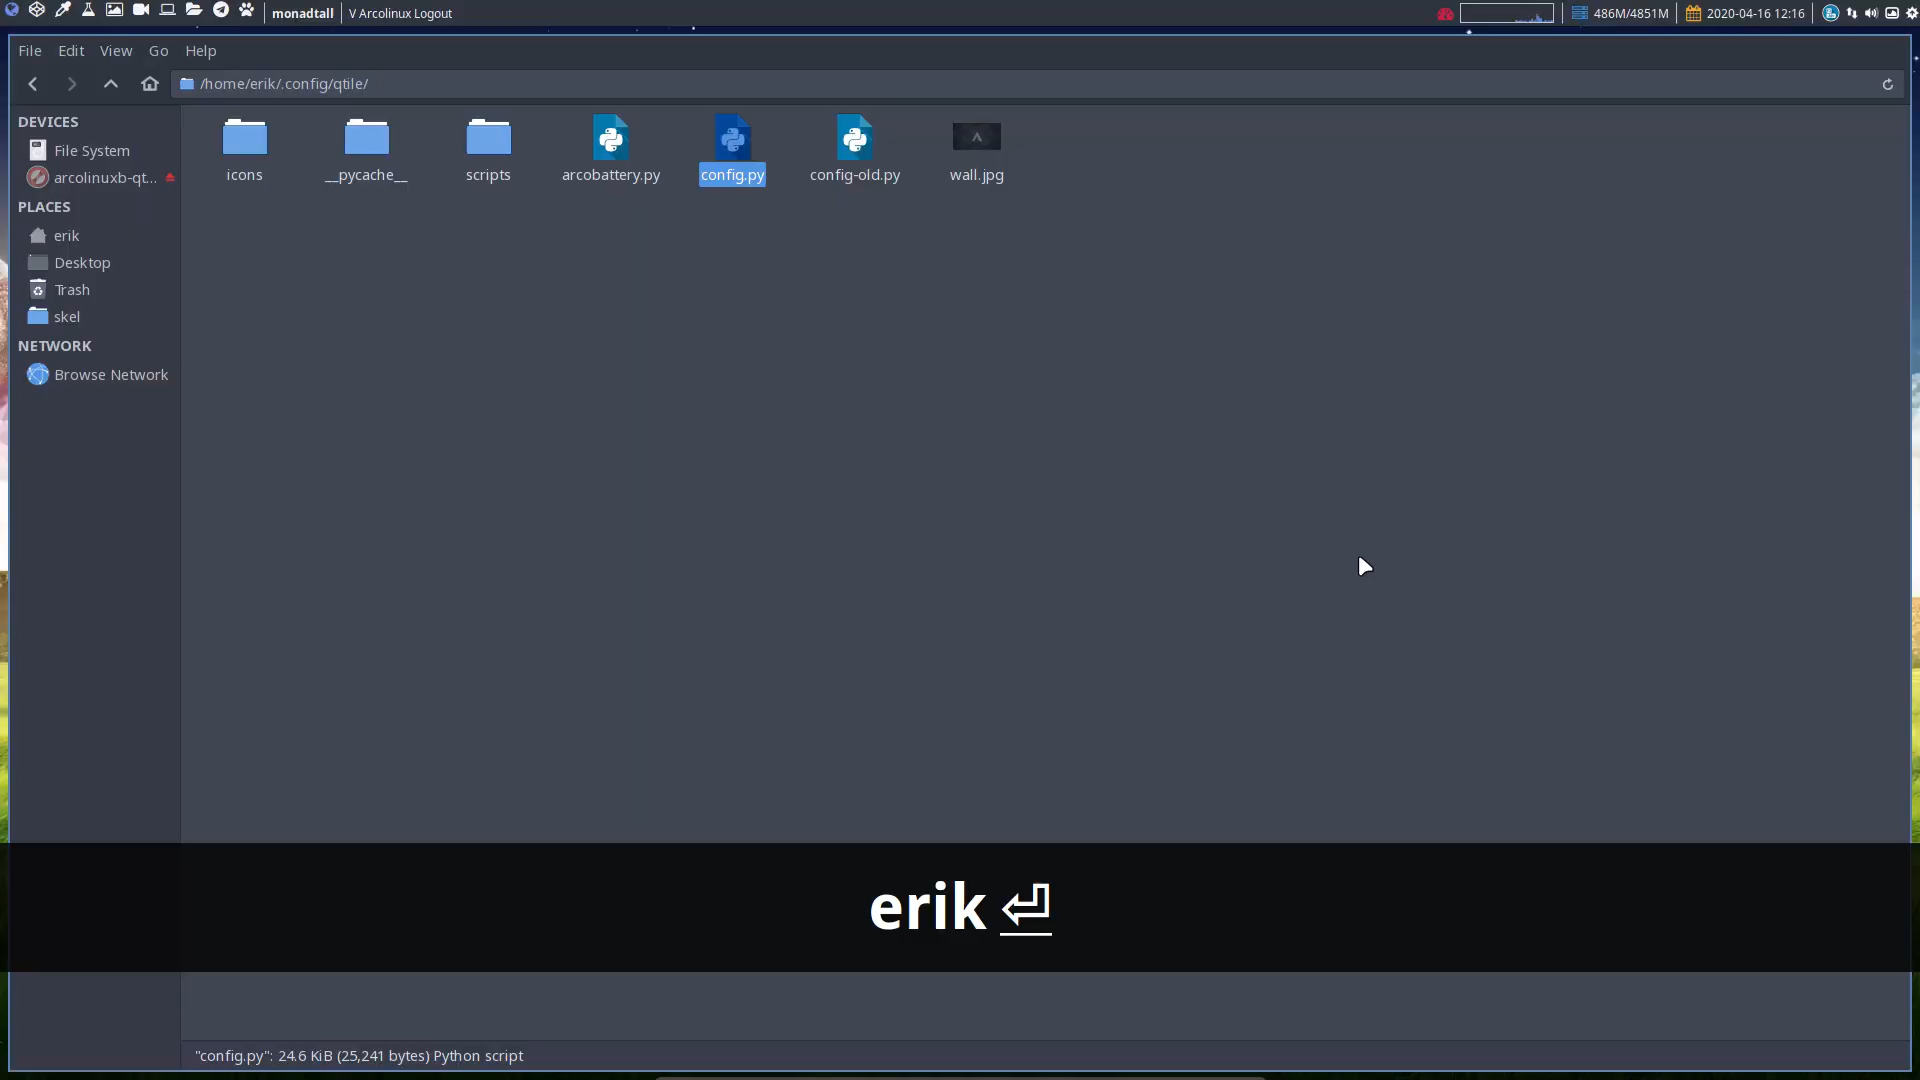 monadtall
V Arcolinux Logout
486M/4851M
2020-04-16 12:16
File Edit View Go Help
/home/erik/.config/qtile/
DEVICES
File System
arcolinuxb-qt...
PLACES
erik
Desktop
Trash
skel
NETWORK
Browse Network
icons
__pycache__
scripts
arcobattery.py
config.py
config-old.py
wall.jpg
erik ⏎
"config.py": 24.6 KiB (25,241 bytes) Python script